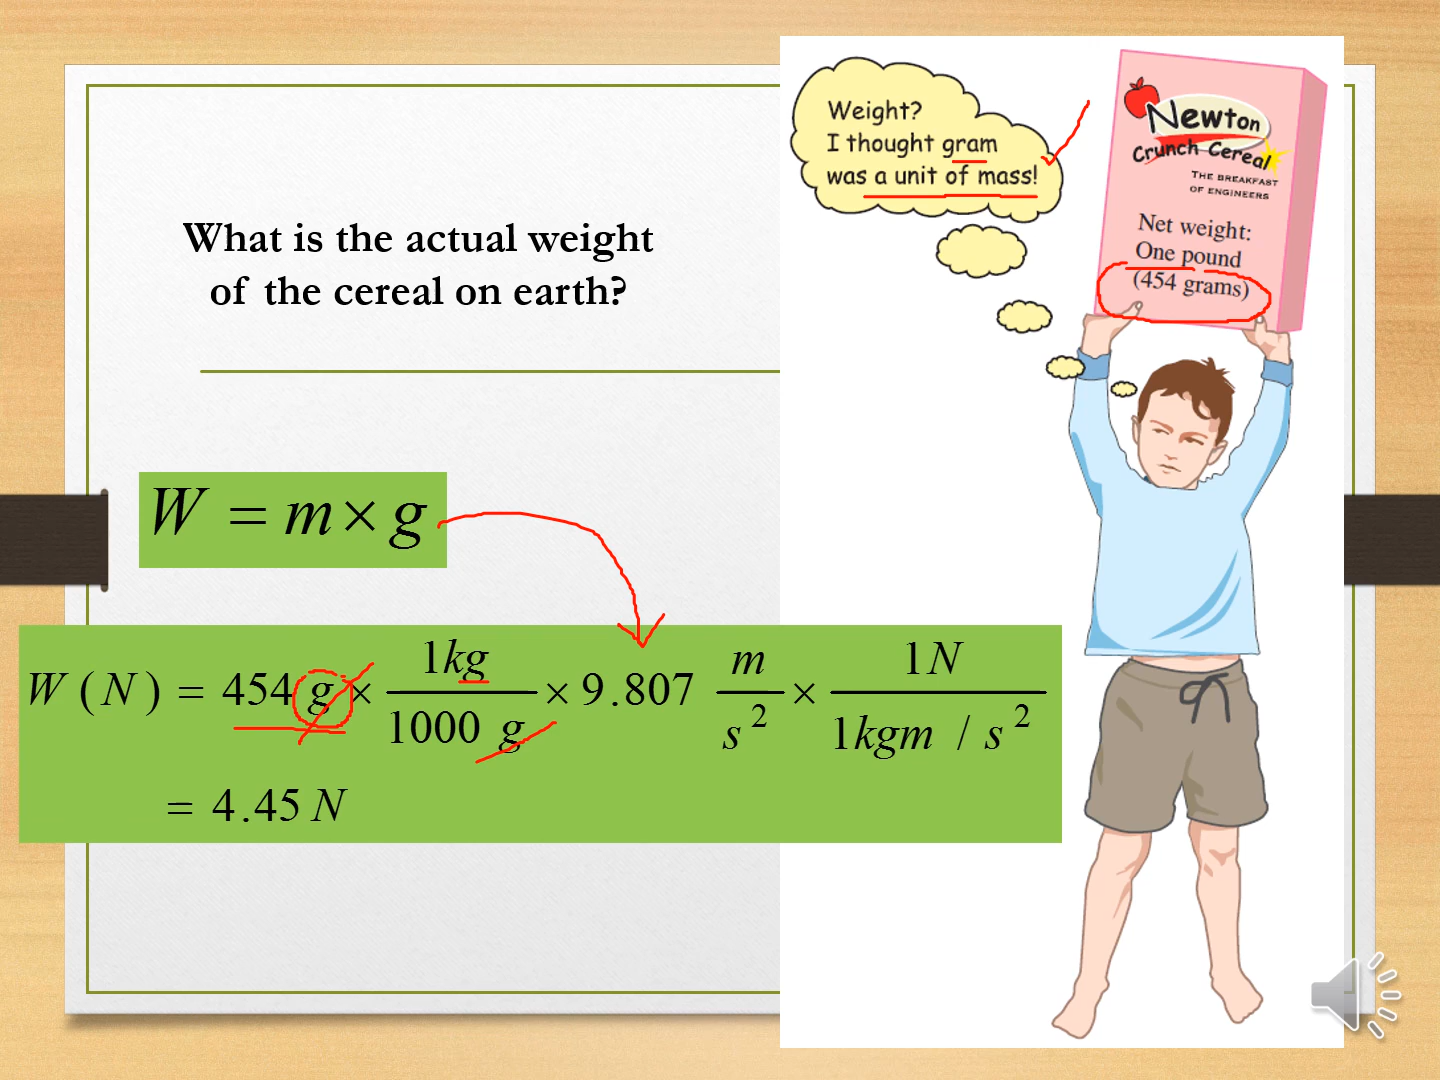 What is the actual weight
of the cereal on earth?
Weight?
I thought gram
was a unit of mass!
Newton
Crunch Cereal
THE BREAKFAST
OF ENGINEERS
Net weight:
One pound
(454 grams)
W = m × g
W (N) = 454 g × 1kg / 1000 g × 9.807 m / s² × 1N / 1kgm / s²
= 4.45 N